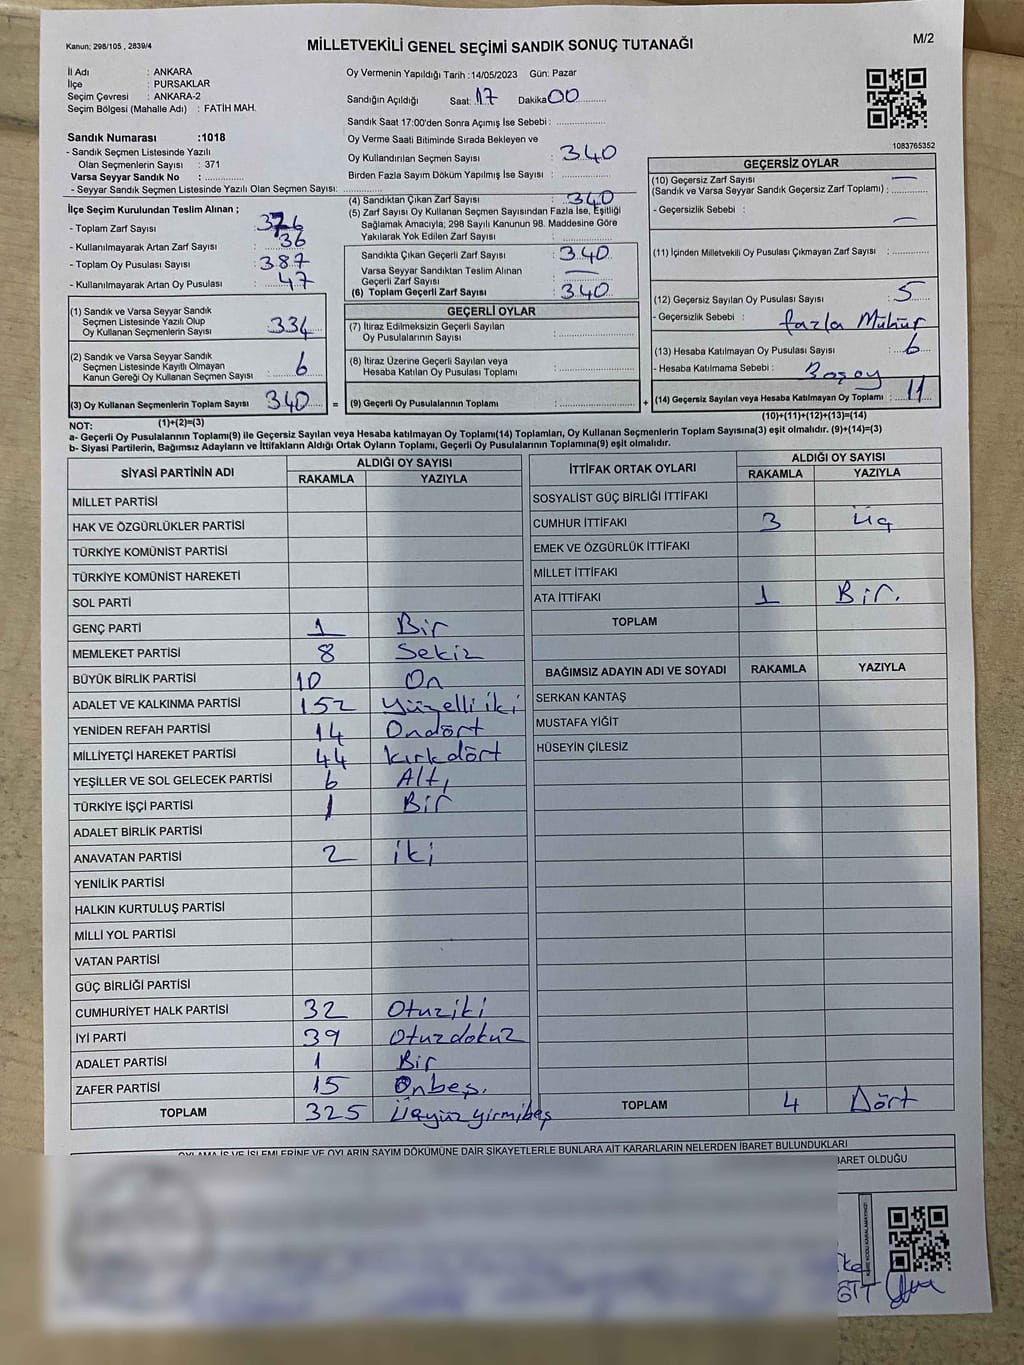 Kanun: 298/105 , 2839/4
MİLLETVEKİLİ GENEL SEÇİMİ SANDIK SONUÇ TUTANAĞI
M/2
İl Adı : ANKARA
İlçe : PURSAKLAR
Seçim Çevresi : ANKARA-2
Seçim Bölgesi (Mahalle Adı) : FATİH MAH.
Sandık Numarası :1018
- Sandık Seçmen Listesinde Yazılı
Olan Seçmenlerin Sayısı : 371
Varsa Seyyar Sandık No :
- Seyyar Sandık Seçmen Listesinde Yazılı Olan Seçmen Sayısı:
Oy Vermenin Yapıldığı Tarih :14/05/2023 Gün: Pazar
Sandığın Açıldığı Saat: 17 Dakika 00
Sandık Saat 17:00'den Sonra Açımış İse Sebebi :
Oy Verme Saati Bitiminde Sırada Bekleyen ve
Oy Kullandırılan Seçmen Sayısı : 340
Birden Fazla Sayım Döküm Yapılmış İse Sayısı :
1083765352
İlçe Seçim Kurulundan Teslim Alınan ;
- Toplam Zarf Sayısı : 376
- Kullanılmayarak Artan Zarf Sayısı : 36
- Toplam Oy Pusulası Sayısı : 387
- Kullanılmayarak Artan Oy Pusulası : 47
(1) Sandık ve Varsa Seyyar Sandık
Seçmen Listesinde Yazılı Olup
Oy Kullanan Seçmenlerin Sayısı : 334
(2) Sandık ve Varsa Seyyar Sandık
Seçmen Listesinde Kayıtlı Olmayan
Kanun Gereği Oy Kullanan Seçmen Sayısı : 6
(3) Oy Kullanan Seçmenlerin Toplam Sayısı 340 =
(1)+(2)=(3)
(4) Sandıktan Çıkan Zarf Sayısı : 340
(5) Zarf Sayısı Oy Kullanan Seçmen Sayısından Fazla İse, Eşitliği
Sağlamak Amacıyla; 298 Sayılı Kanunun 98. Maddesine Göre
Yakılarak Yok Edilen Zarf Sayısı :
Sandıkta Çıkan Geçerli Zarf Sayısı : 340
Varsa Seyyar Sandıktan Teslim Alınan
Geçerli Zarf Sayısı : —
(6) Toplam Geçerli Zarf Sayısı : 340
GEÇERLİ OYLAR
(7) İtiraz Edilmeksizin Geçerli Sayılan
Oy Pusulalarının Sayısı :
(8) İtiraz Üzerine Geçerli Sayılan veya
Hesaba Katılan Oy Pusulası Toplamı :
(9) Geçerli Oy Pusulalarının Toplamı : +
GEÇERSİZ OYLAR
(10) Geçersiz Zarf Sayısı —
(Sandık ve Varsa Seyyar Sandık Geçersiz Zarf Toplamı) :
- Geçersizlik Sebebi : —
(11) İçinden Milletvekili Oy Pusulası Çıkmayan Zarf Sayısı :
(12) Geçersiz Sayılan Oy Pusulası Sayısı : 5
- Geçersizlik Sebebi : fazla Mühür
(13) Hesaba Katılmayan Oy Pusulası Sayısı : 6
- Hesaba Katılmama Sebebi : Boşoy
(14) Geçersiz Sayılan veya Hesaba Katılmayan Oy Toplamı : 11
(10)+(11)+(12)+(13)=(14)
NOT:
a- Geçerli Oy Pusulalarının Toplamı(9) ile Geçersiz Sayılan veya Hesaba katılmayan Oy Toplamı(14) Toplamları, Oy Kullanan Seçmenlerin Toplam Sayısına(3) eşit olmalıdır. (9)+(14)=(3)
b- Siyasi Partilerin, Bağımsız Adayların ve İttifakların Aldığı Ortak Oyların Toplamı, Geçerli Oy Pusulalarının Toplamına(9) eşit olmalıdır.
SİYASİ PARTİNİN ADI ALDIĞI OY SAYISI
RAKAMLA YAZIYLA
MİLLET PARTİSİ
HAK VE ÖZGÜRLÜKLER PARTİSİ
TÜRKİYE KOMÜNİST PARTİSİ
TÜRKİYE KOMÜNİST HAREKETİ
SOL PARTİ
GENÇ PARTİ 1 Bir
MEMLEKET PARTİSİ 8 Sekiz
BÜYÜK BİRLİK PARTİSİ 10 On
ADALET VE KALKINMA PARTİSİ 152 Yüzelli iki
YENİDEN REFAH PARTİSİ 14 Ondört
MİLLİYETÇİ HAREKET PARTİSİ 44 kırkdört
YEŞİLLER VE SOL GELECEK PARTİSİ 6 Altı
TÜRKİYE İŞÇİ PARTİSİ 1 Bir
ADALET BİRLİK PARTİSİ
ANAVATAN PARTİSİ 2 iki
YENİLİK PARTİSİ
HALKIN KURTULUŞ PARTİSİ
MİLLİ YOL PARTİSİ
VATAN PARTİSİ
GÜÇ BİRLİĞİ PARTİSİ
CUMHURİYET HALK PARTİSİ 32 Otuziki
İYİ PARTİ 39 Otuzdokuz
ADALET PARTİSİ 1 Bir
ZAFER PARTİSİ 15 Onbeş.
TOPLAM 325 Üçyüz yirmibeş
İTTİFAK ORTAK OYLARI ALDIĞI OY SAYISI
RAKAMLA YAZIYLA
SOSYALİST GÜÇ BİRLİĞİ İTTİFAKI
CUMHUR İTTİFAKI 3 Üç
EMEK VE ÖZGÜRLÜK İTTİFAKI
MİLLET İTTİFAKI
ATA İTTİFAKI 1 Bir.
TOPLAM
BAĞIMSIZ ADAYIN ADI VE SOYADI RAKAMLA YAZIYLA
SERKAN KANTAŞ
MUSTAFA YİĞİT
HÜSEYİN ÇİLESİZ
TOPLAM 4 Dört
OYLAMA İŞ VE İŞLEMLERİNE VE OYLARIN SAYIM DÖKÜMÜNE DAİR ŞİKAYETLERLE BUNLARA AİT KARARLARIN NELERDEN İBARET BULUNDUKLARI
BARET OLDUĞU